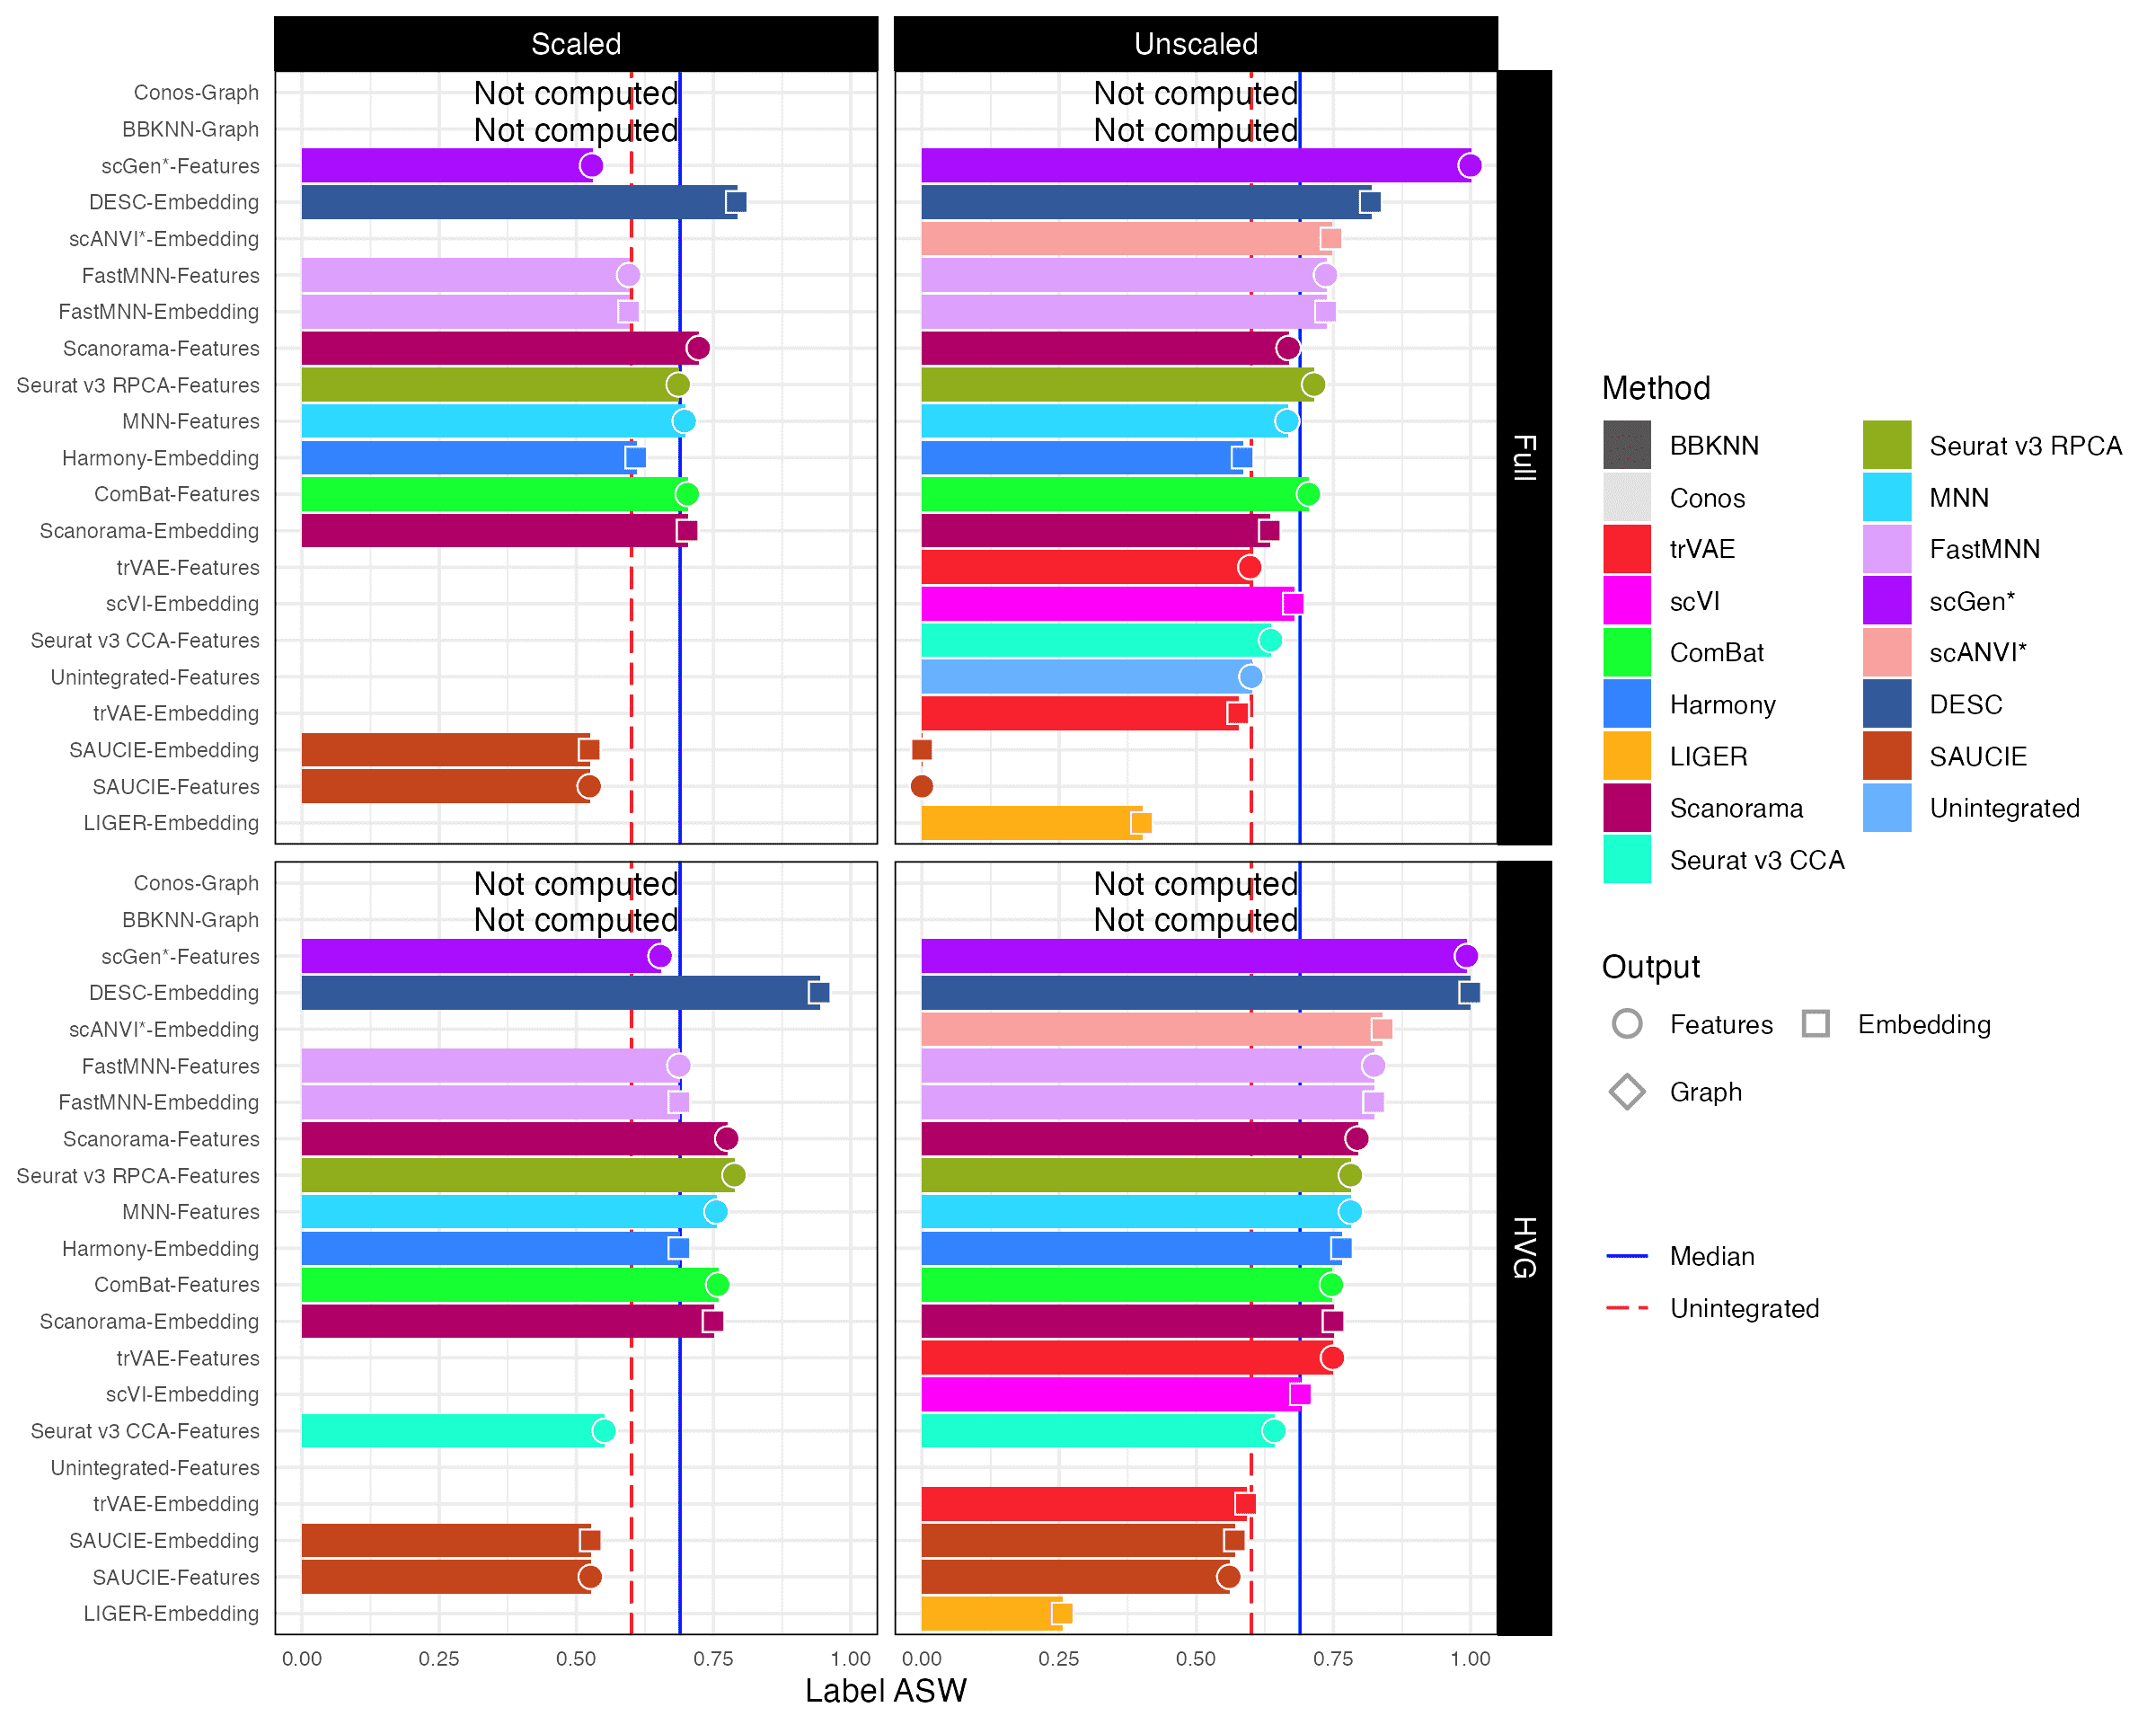 Scaled
Unscaled
Full
Conos-Graph
Not computed
Not computed
BBKNN-Graph
Not computed
Not computed
scGen*-Features
DESC-Embedding
scANVI*-Embedding
FastMNN-Features
FastMNN-Embedding
Scanorama-Features
Seurat v3 RPCA-Features
MNN-Features
Harmony-Embedding
ComBat-Features
Scanorama-Embedding
trVAE-Features
scVI-Embedding
Seurat v3 CCA-Features
Unintegrated-Features
trVAE-Embedding
SAUCIE-Embedding
SAUCIE-Features
LIGER-Embedding
HVG
Conos-Graph
Not computed
Not computed
BBKNN-Graph
Not computed
Not computed
scGen*-Features
DESC-Embedding
scANVI*-Embedding
FastMNN-Features
FastMNN-Embedding
Scanorama-Features
Seurat v3 RPCA-Features
MNN-Features
Harmony-Embedding
ComBat-Features
Scanorama-Embedding
trVAE-Features
scVI-Embedding
Seurat v3 CCA-Features
Unintegrated-Features
trVAE-Embedding
SAUCIE-Embedding
SAUCIE-Features
LIGER-Embedding
0.00 0.25 0.50 0.75 1.00
0.00 0.25 0.50 0.75 1.00
Label ASW
Method
BBKNN
Conos
trVAE
scVI
ComBat
Harmony
LIGER
Scanorama
Seurat v3 CCA
Seurat v3 RPCA
MNN
FastMNN
scGen*
scANVI*
DESC
SAUCIE
Unintegrated
Output
Features
Embedding
Graph
Median
Unintegrated